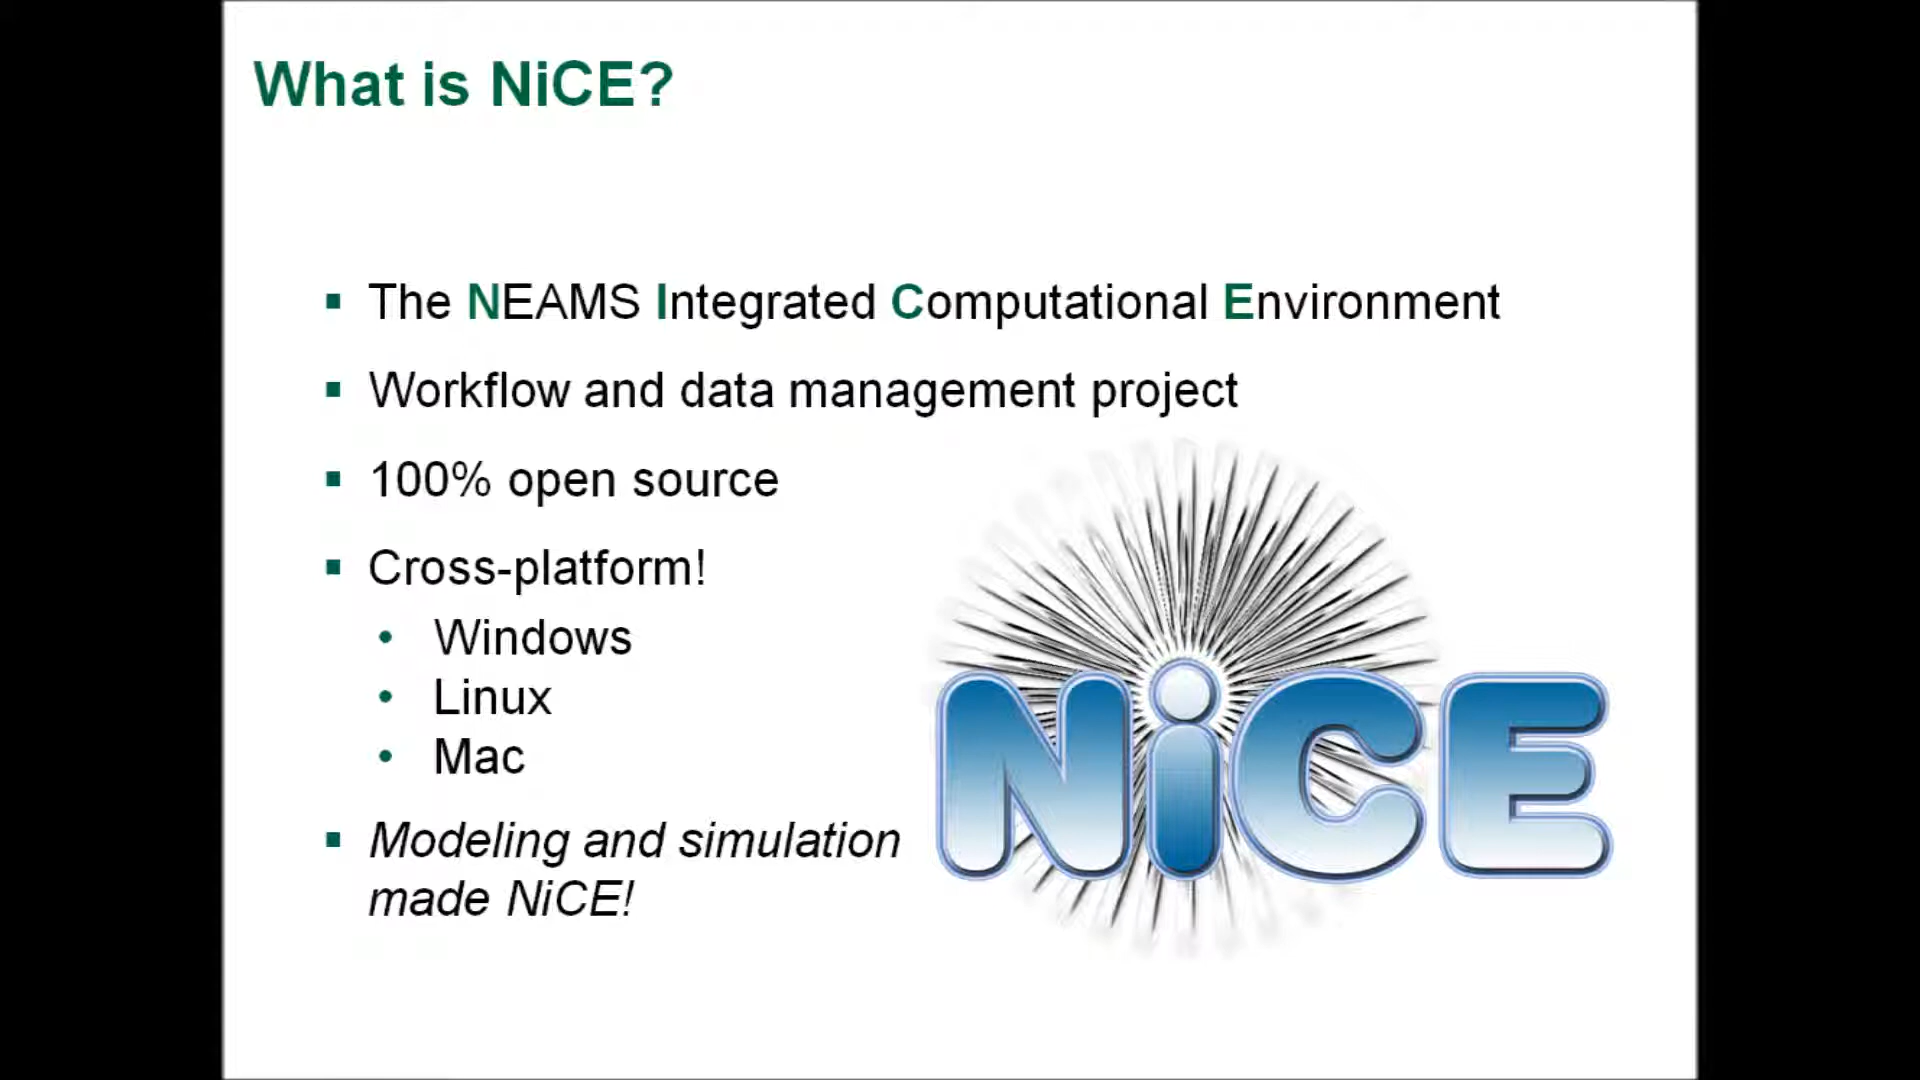 What is NiCE?
The NEAMS Integrated Computational Environment
Workflow and data management project
100% open source
Cross-platform!
Windows
Linux
Mac
Modeling and simulation
made NiCE!
NiCE